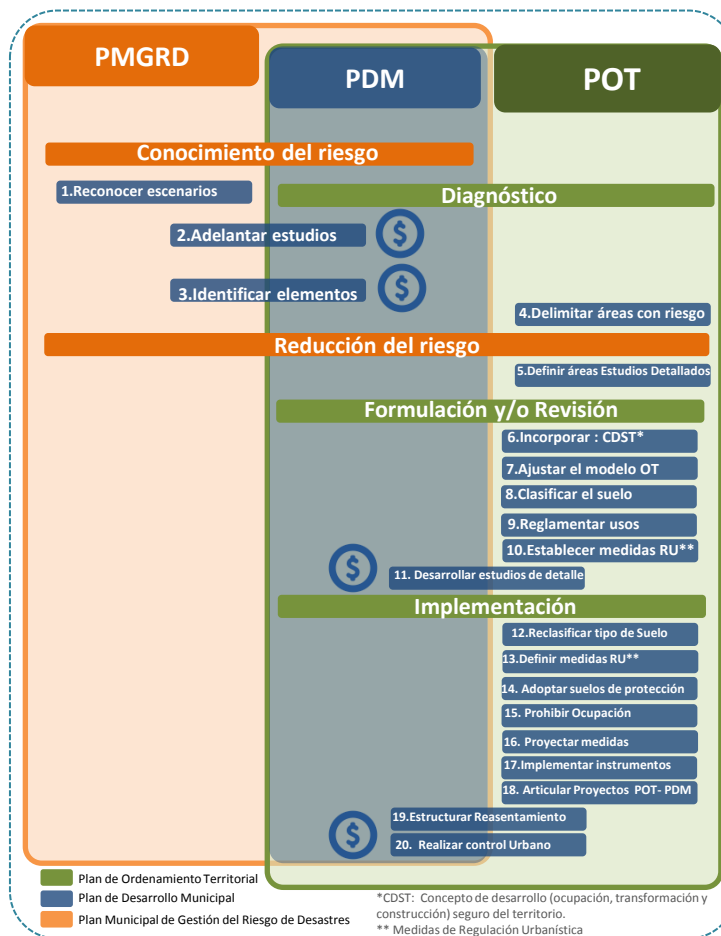 PMGRD
PDM
POT
Conocimiento del riesgo
1.Reconocer escenarios
Diagnóstico
2.Adelantar estudios
$
3.Identificar elementos
$
4.Delimitar áreas con riesgo
Reducción del riesgo
5.Definir áreas Estudios Detallados
Formulación y/o Revisión
6.Incorporar : CDST*
7.Ajustar el modelo OT
8.Clasificar el suelo
9.Reglamentar usos
10.Establecer medidas RU**
$
11. Desarrollar estudios de detalle
Implementación
12.Reclasificar tipo de Suelo
13.Definir medidas RU**
14. Adoptar suelos de protección
15. Prohibir Ocupación
16. Proyectar medidas
17.Implementar instrumentos
18. Articular Proyectos POT- PDM
$
19.Estructurar Reasentamiento
20. Realizar control Urbano
Plan de Ordenamiento Territorial
Plan de Desarrollo Municipal
Plan Municipal de Gestión del Riesgo de Desastres
*CDST: Concepto de desarrollo (ocupación, transformación y
construcción) seguro del territorio.
** Medidas de Regulación Urbanística